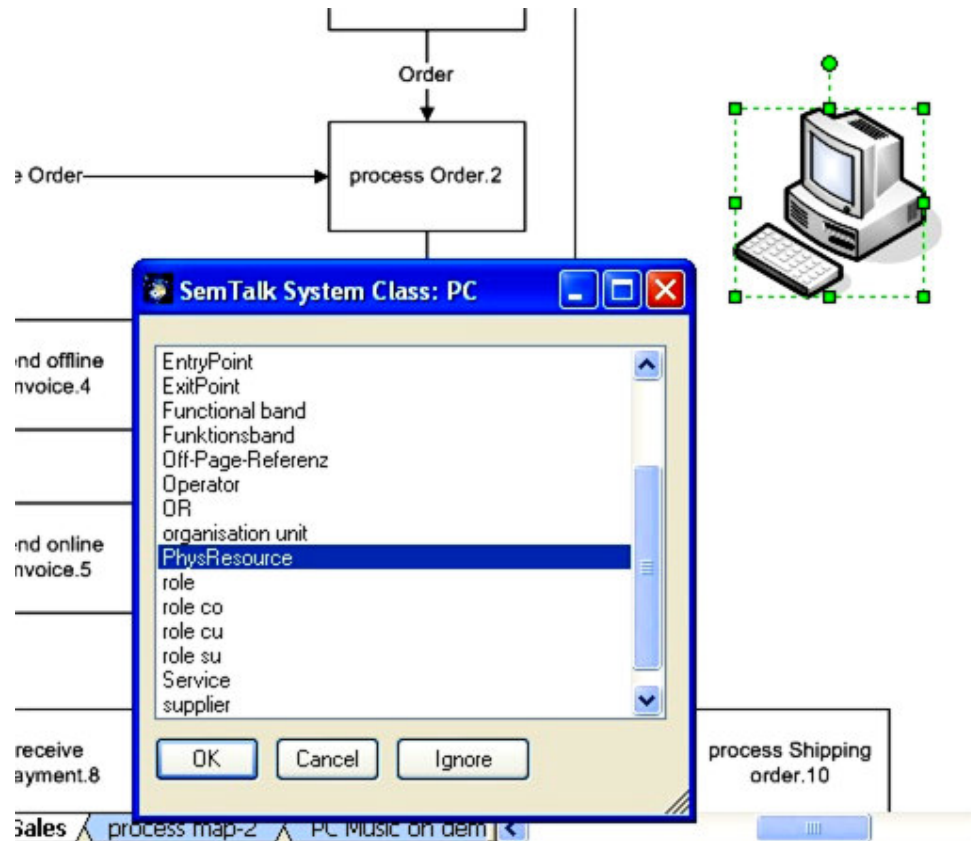 Order
e Order
process Order.2
SemTalk System Class: PC
end offline
nvoice.4
end online
nvoice.5
EntryPoint
ExitPoint
Functional band
Funktionsband
Off-Page-Referenz
Operator
OR
organisation unit
PhysResource
role
role co
role cu
role su
Service
supplier
OK Cancel Ignore
receive
ayment.8
process Shipping
order.10
Sales process map-2 PC Music on dem